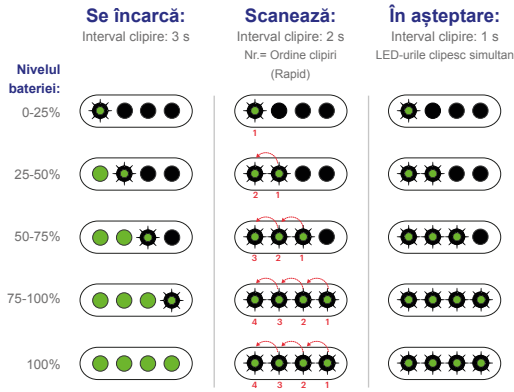 Se încarcă:
Interval clipire: 3 s
Scanează:
Interval clipire: 2 s
Nr.= Ordine clipiri
(Rapid)
În așteptare:
Interval clipire: 1 s
LED-urile clipesc simultan
Nivelul
bateriei:
0-25%
1
25-50%
2 1
50-75%
3 2 1
75-100%
4 3 2 1
100%
4 3 2 1